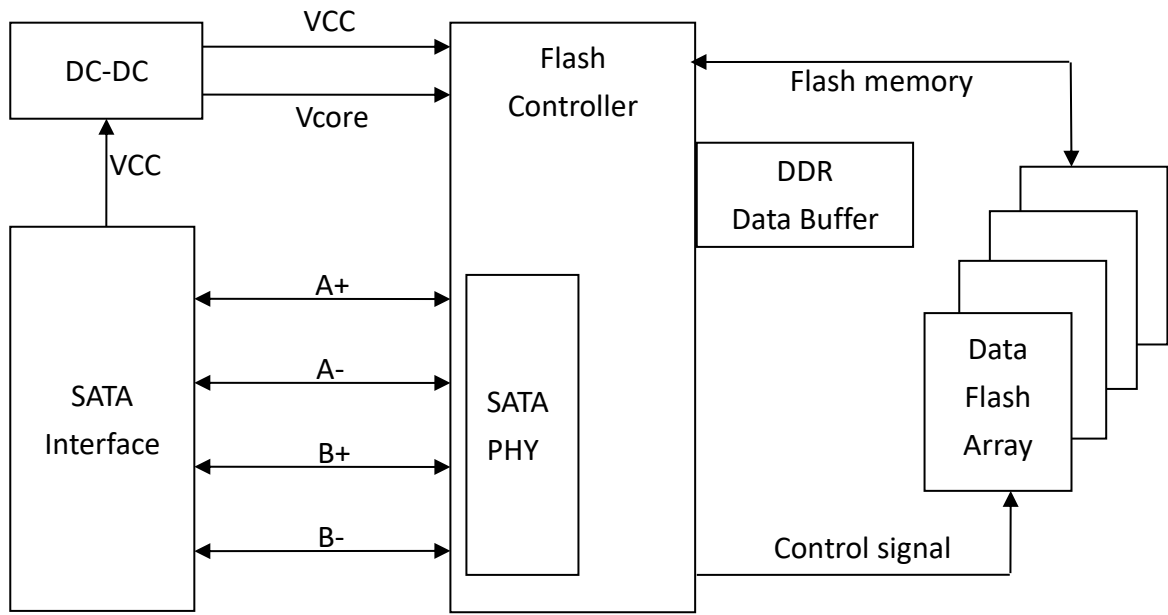 VCC
DC-DC
Vcore
VCC
Flash
Controller
Flash memory
DDR
Data Buffer
A+
A-
B+
B-
SATA
Interface
SATA
PHY
Data
Flash
Array
Control signal